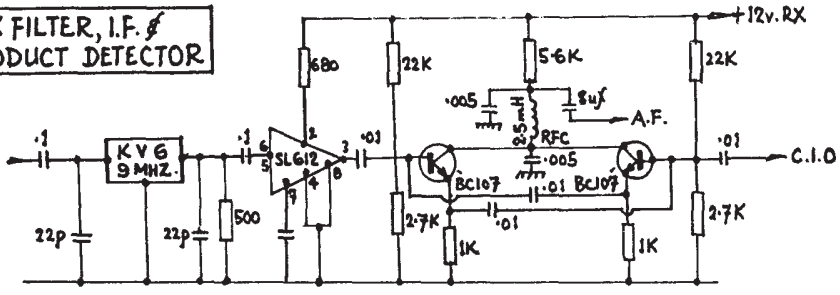 X FILTER, I.F. &
ODUCT DETECTOR
+12v. RX
680
22K
5.6K
22K
.005
8uf
A.F.
2.5mH
RFC
.1
KVG
9 MHZ.
.1
6
5
2
SL612
3
.01
4
8
7
.005
.01
C.I.O
BC107
BC107
.01
22p
22p
500
2.7K
.01
2.7K
1K
1K